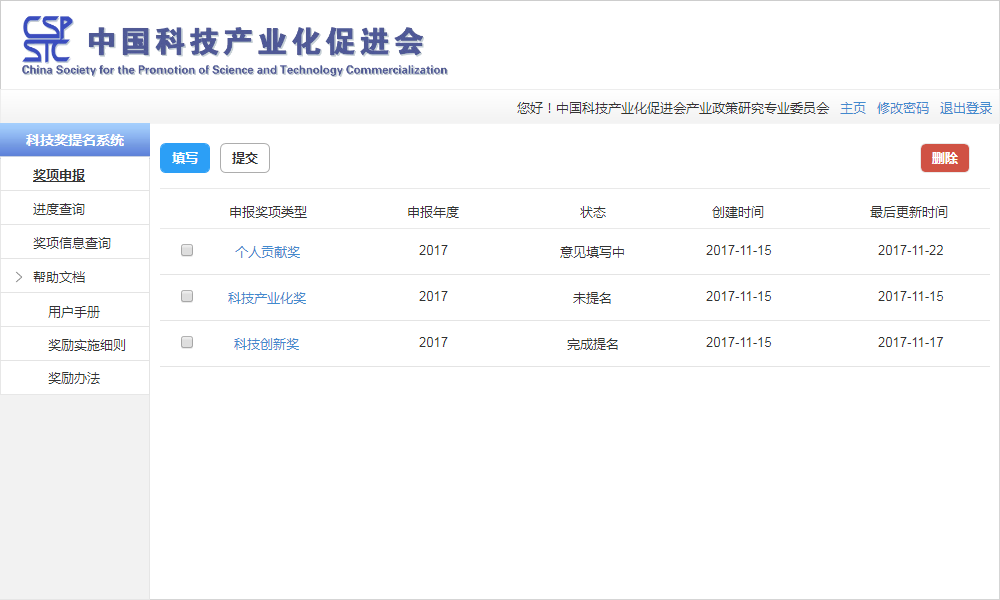 CSP
STC
中国科技产业化促进会
China Society for the Promotion of Science and Technology Commercialization
您好！中国科技产业化促进会产业政策研究专业委员会 主页 修改密码 退出登录
科技奖提名系统
奖项申报
进度查询
奖项信息查询
帮助文档
用户手册
奖励实施细则
奖励办法
填写 提交 删除
申报奖项类型 申报年度 状态 创建时间 最后更新时间
个人贡献奖 2017 意见填写中 2017-11-15 2017-11-22
科技产业化奖 2017 未提名 2017-11-15 2017-11-15
科技创新奖 2017 完成提名 2017-11-15 2017-11-17